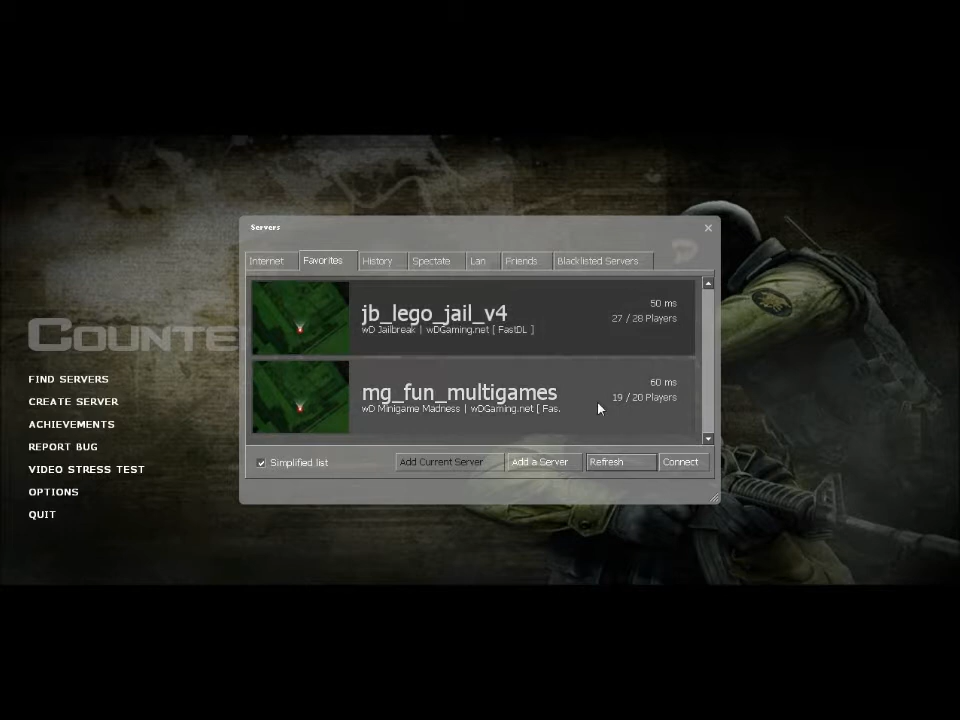 Servers
Internet Favorites History Spectate Lan Friends Blacklisted Servers
jb_lego_jail_v4
50 ms
wD Jailbreak | wDGaming.net [ FastDL ]
27 / 28 Players
mg_fun_multigames
60 ms
wD Minigame Madness | wDGaming.net [ Fas.
19 / 20 Players
Simplified list
Add Current Server Add a Server Refresh Connect
COUNTE
FIND SERVERS
CREATE SERVER
ACHIEVEMENTS
REPORT BUG
VIDEO STRESS TEST
OPTIONS
QUIT